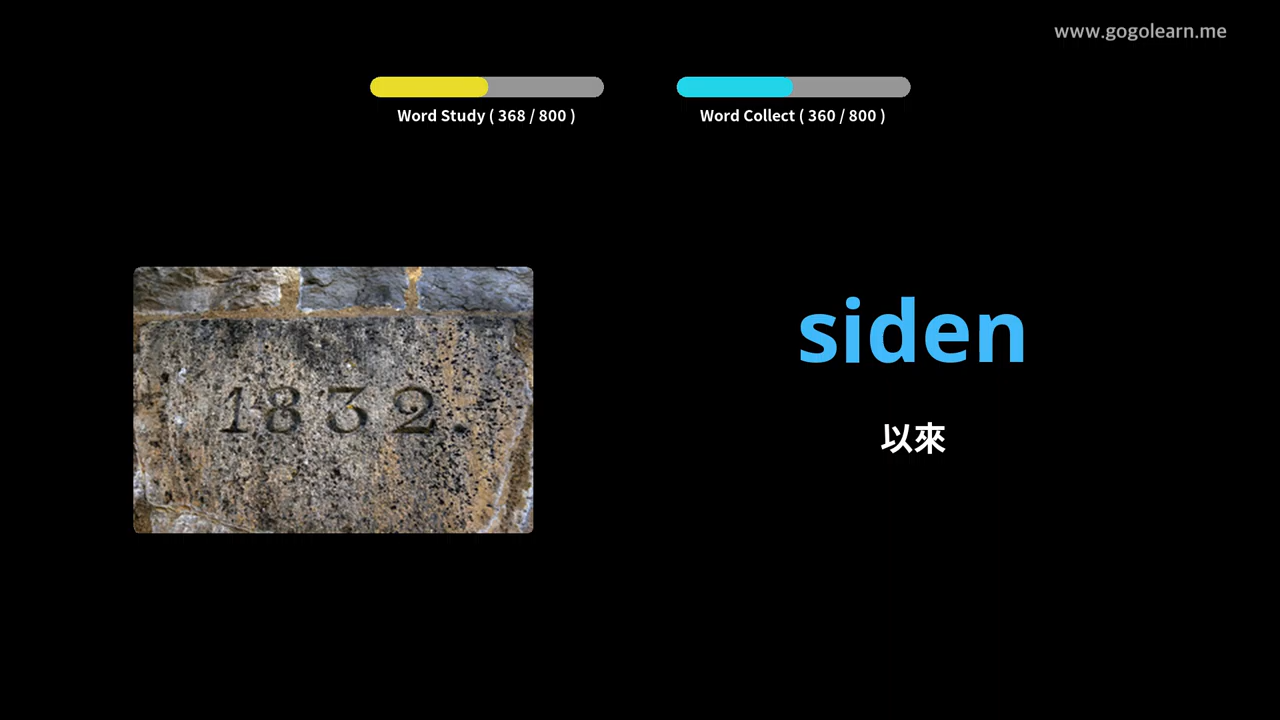 www.gogolearn.me
Word Study ( 368 / 800 )
Word Collect ( 360 / 800 )
1832.
siden
以來